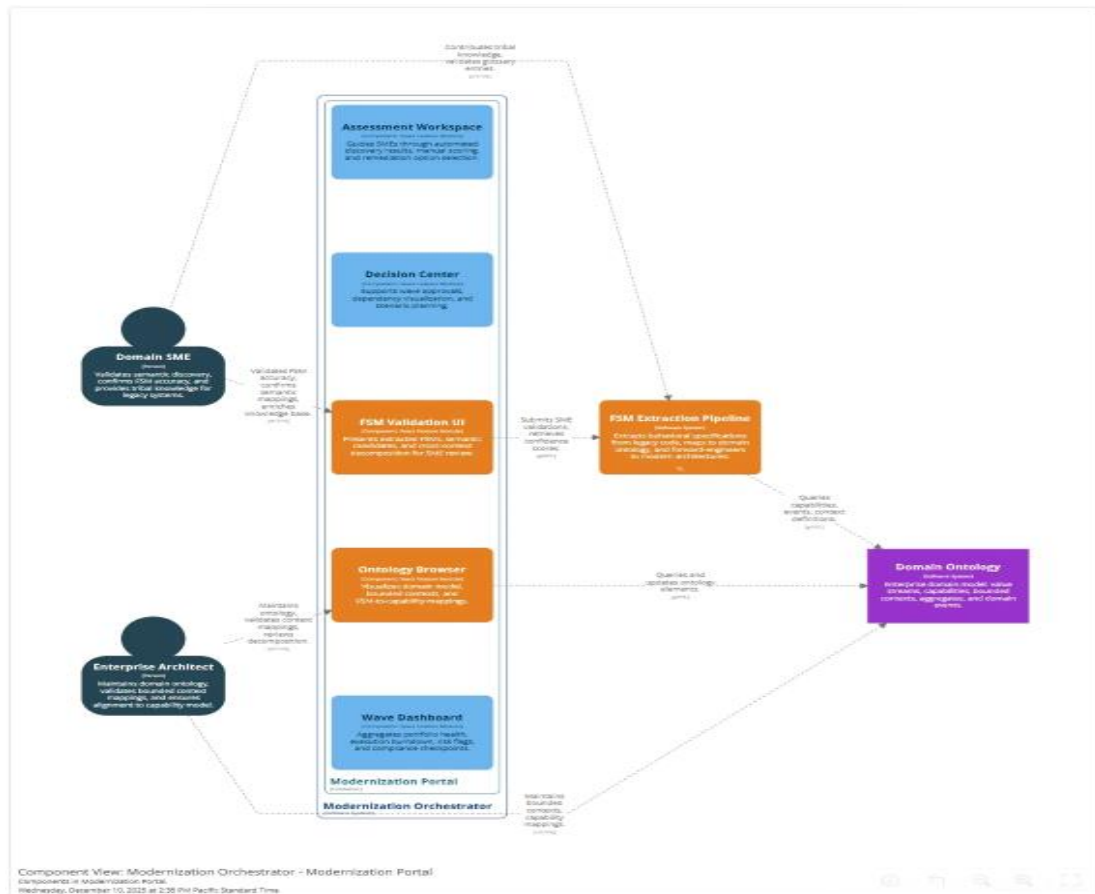 Contributes tribal
knowledge,
validates glossary
entries.
Assessment Workspace
Guides SMEs through automated
discovery results, manual scoring,
and remediation option selection.
Decision Center
Supports wave approvals,
dependency visualization, and
scenario planning.
Domain SME
[Person]
Validates semantic discovery,
confirms FSM accuracy, and
provides tribal knowledge for
legacy systems.
Validates FSM
accuracy,
confirms
semantic
mappings,
enriches
knowledge base.
FSM Validation UI
Presents extracted FSMs, semantic
candidates, and cross-context
decomposition for SME review.
Submits SME
validations,
retrieves
confidence
scores
FSM Extraction Pipeline
[Software System]
Extracts behavioral specifications
from legacy code, maps to domain
ontology, and forward-engineers
to modern architectures.
Queries
capabilities,
events, context
definitions.
Ontology Browser
Visualizes domain model,
bounded contexts, and
FSM-to-capability mappings.
Queries and
updates ontology
elements
Domain Ontology
[Software System]
Enterprise domain model: value
streams, capabilities, bounded
contexts, aggregates, and domain
events.
Maintains
ontology,
validates context
mappings,
reviews
decomposition.
Enterprise Architect
[Person]
Maintains domain ontology,
validates bounded context
mappings, and ensures
alignment to capability model.
Wave Dashboard
Aggregates portfolio health,
execution burndown, risk flags,
and compliance checkpoints.
Modernization Portal
[Container]
Modernization Orchestrator
[Software System]
Maintains
bounded
contexts,
capability
mappings.
Component View: Modernization Orchestrator - Modernization Portal
Components in Modernization Portal.
Wednesday, December 10, 2025 at 2:38 PM Pacific Standard Time